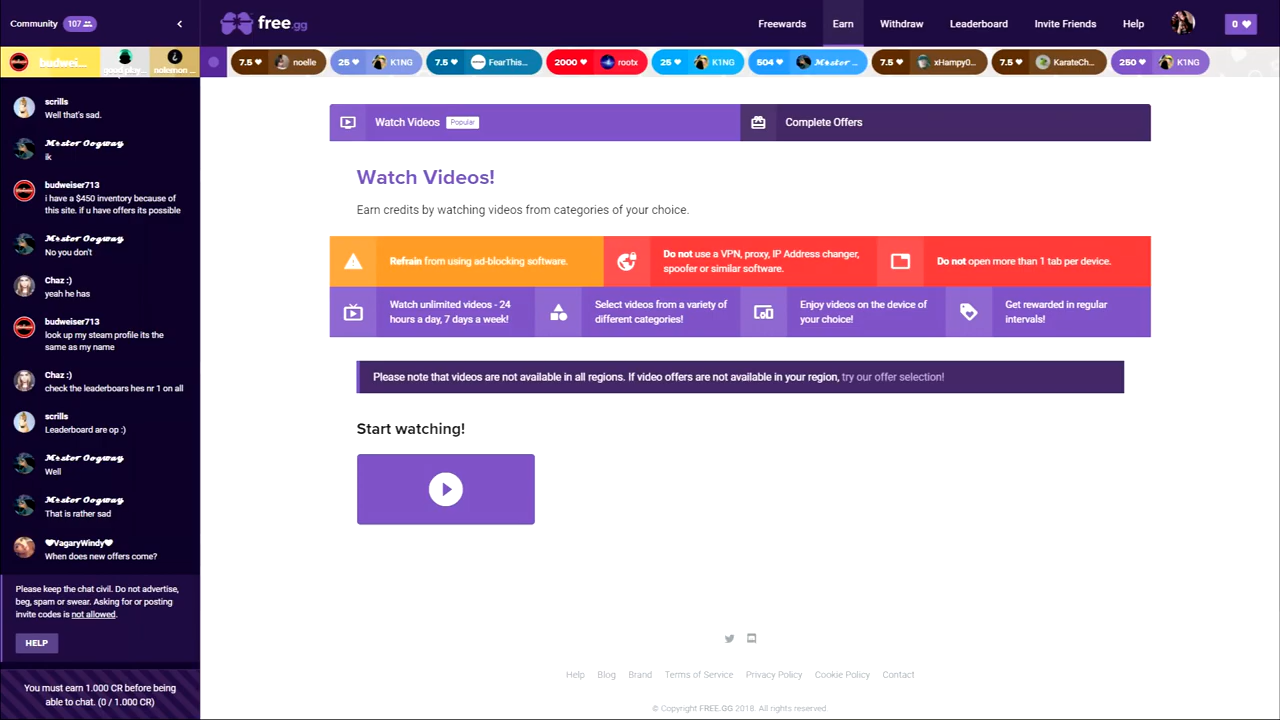 Community 107
free.gg
Freewards Earn Withdraw Leaderboard Invite Friends Help 0
budwei...
good play...
nolemon ...
7.5 noelle
25 K1NG
7.5 FearThis...
2000 rootx
25 K1NG
504 𝓜𝓮𝓼𝓽𝓸𝓻 ...
7.5 xHampy0...
7.5 KarateCh...
250 K1NG
scrills
Well that's sad.
𝓜𝓮𝓼𝓽𝓸𝓻 𝓞𝓸𝓰𝔀𝓪𝔂
ik
budweiser713
i have a $450 inventory because of
this site. if u have offers its possible
𝓜𝓮𝓼𝓽𝓸𝓻 𝓞𝓸𝓰𝔀𝓪𝔂
No you don't
Chaz :)
yeah he has
budweiser713
look up my steam profile its the
same as my name
Chaz :)
check the leaderboars hes nr 1 on all
scrills
Leaderboard are op :)
𝓜𝓮𝓼𝓽𝓸𝓻 𝓞𝓸𝓰𝔀𝓪𝔂
Well
𝓜𝓮𝓼𝓽𝓸𝓻 𝓞𝓸𝓰𝔀𝓪𝔂
That is rather sad
❤VagaryWindy❤
When does new offers come?
Please keep the chat civil. Do not advertise,
beg, spam or swear. Asking for or posting
invite codes is not allowed.
HELP
You must earn 1.000 CR before being
able to chat. (0 / 1.000 CR)
Watch Videos Popular
Complete Offers
Watch Videos!
Earn credits by watching videos from categories of your choice.
Refrain from using ad-blocking software.
Do not use a VPN, proxy, IP Address changer,
spoofer or similar software.
Do not open more than 1 tab per device.
Watch unlimited videos - 24
hours a day, 7 days a week!
Select videos from a variety of
different categories!
Enjoy videos on the device of
your choice!
Get rewarded in regular
intervals!
Please note that videos are not available in all regions. If video offers are not available in your region, try our offer selection!
Start watching!
Help Blog Brand Terms of Service Privacy Policy Cookie Policy Contact
© Copyright FREE.GG 2018. All rights reserved.